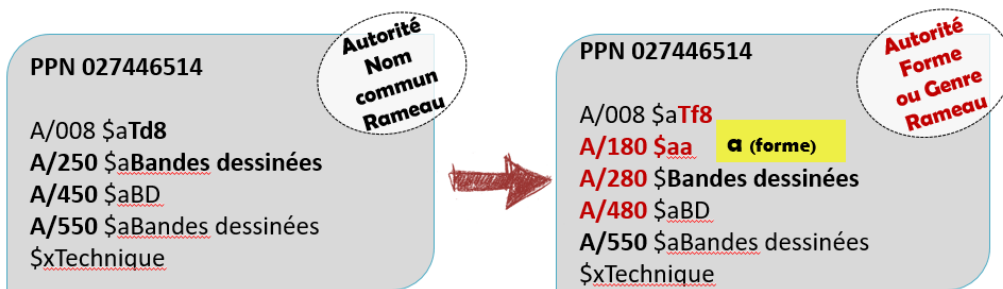 PPN 027446514
Autorité
Nom
commun
Rameau
A/008 $aTd8
A/250 $aBandes dessinées
A/450 $aBD
A/550 $aBandes dessinées
$xTechnique
PPN 027446514
Autorité
Forme
ou Genre
Rameau
A/008 $aTf8
A/180 $aa
a (forme)
A/280 $Bandes dessinées
A/480 $aBD
A/550 $aBandes dessinées
$xTechnique